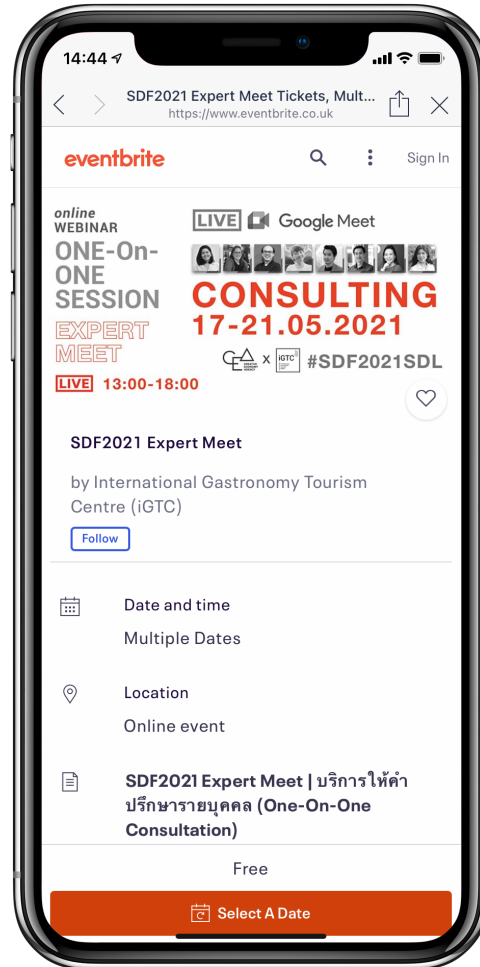 14:44
SDF2021 Expert Meet Tickets, Mult...
https://www.eventbrite.co.uk
eventbrite
Sign In
online
WEBINAR
ONE-On-
ONE
SESSION
EXPERT
MEET
LIVE 13:00-18:00
LIVE Google Meet
CONSULTING
17-21.05.2021
CEA x iGTC #SDF2021SDL
SDF2021 Expert Meet
by International Gastronomy Tourism
Centre (iGTC)
Follow
Date and time
Multiple Dates
Location
Online event
SDF2021 Expert Meet | บริการให้คำ
ปรึกษารายบุคคล (One-On-One
Consultation)
Free
Select A Date